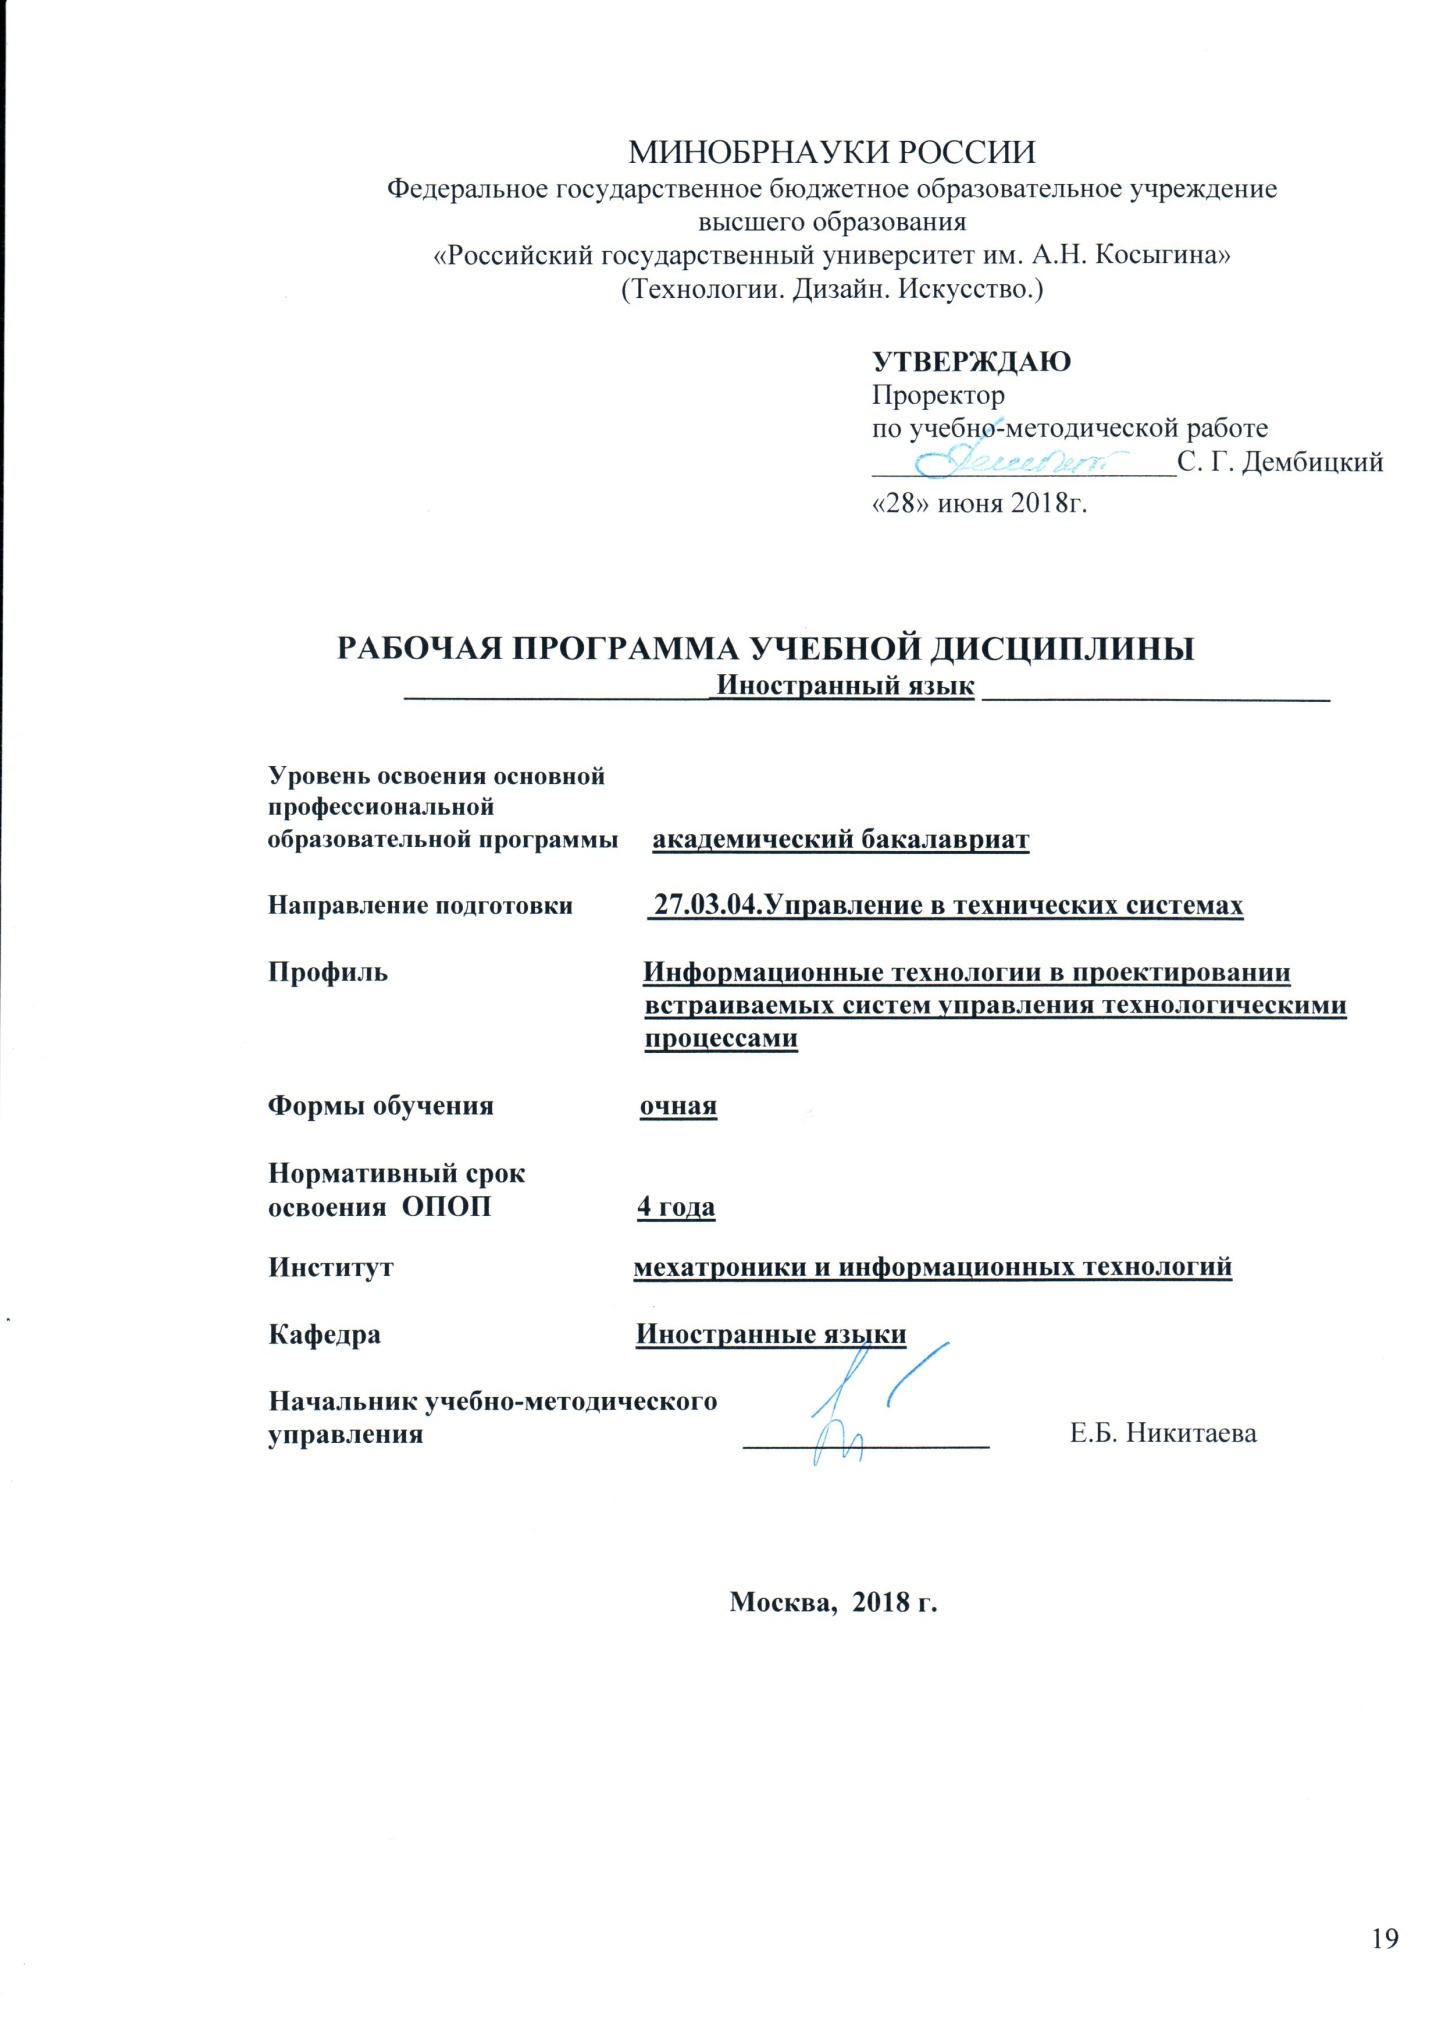 МИНОБРНАУКИ РОССИИ
Федеральное государственное бюджетное образовательное учреждение
высшего образования
«Российский государственный университет им. А.Н. Косыгина»
(Технологии. Дизайн. Искусство.)
УТВЕРЖДАЮ
Проректор
по учебно-методической работе
С. Г. Дембицкий
«28» июня 2018г.
РАБОЧАЯ ПРОГРАММА УЧЕБНОЙ ДИСЦИПЛИНЫ
Иностранный язык
Уровень освоения основной
профессиональной
образовательной программы академический бакалавриат
Направление подготовки 27.03.04.Управление в технических системах
Профиль Информационные технологии в проектировании
встраиваемых систем управления технологическими
процессами
Формы обучения очная
Нормативный срок
освоения ОПОП 4 года
Институт мехатроники и информационных технологий
Кафедра Иностранные языки
Начальник учебно-методического
управления Е.Б. Никитаева
Москва, 2018 г.
19